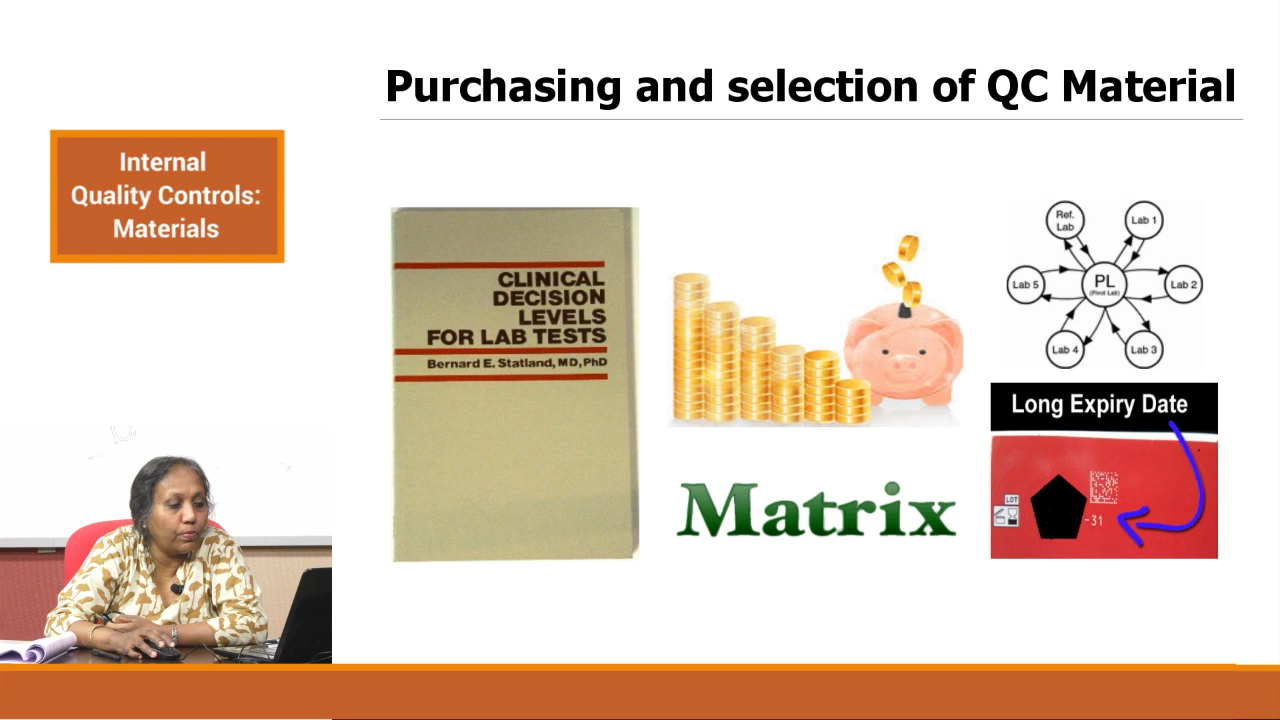 Purchasing and selection of QC Material
Internal
Quality Controls:
Materials
CLINICAL
DECISION
LEVELS
FOR LAB TESTS
Bernard E. Statland, MD, PhD
Matrix
Ref.
Lab
Lab 1
Lab 5
PL
(Pivot Lab)
Lab 2
Lab 4
Lab 3
Long Expiry Date
LOT
-31